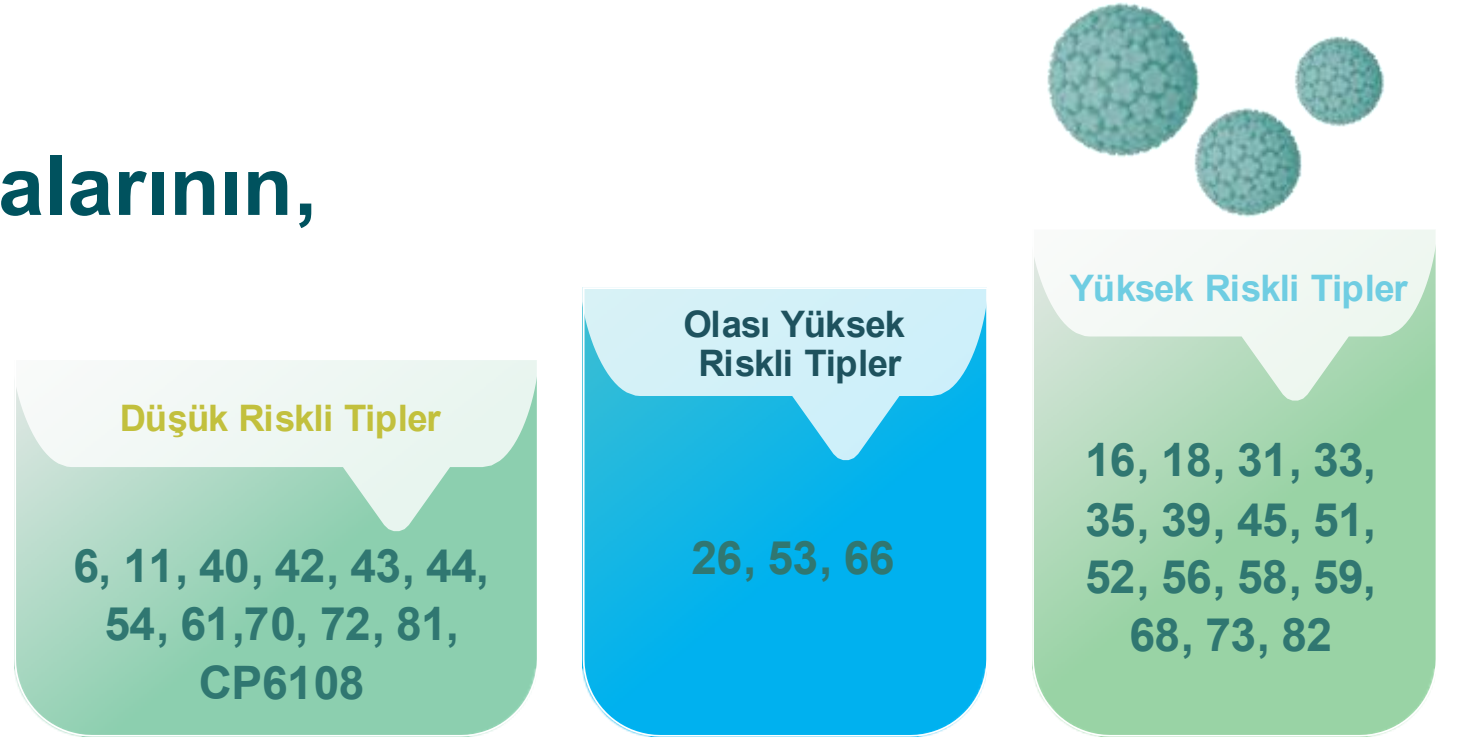 alarının,
Düşük Riskli Tipler
6, 11, 40, 42, 43, 44,
54, 61,70, 72, 81,
CP6108
Olası Yüksek
Riskli Tipler
26, 53, 66
Yüksek Riskli Tipler
16, 18, 31, 33,
35, 39, 45, 51,
52, 56, 58, 59,
68, 73, 82